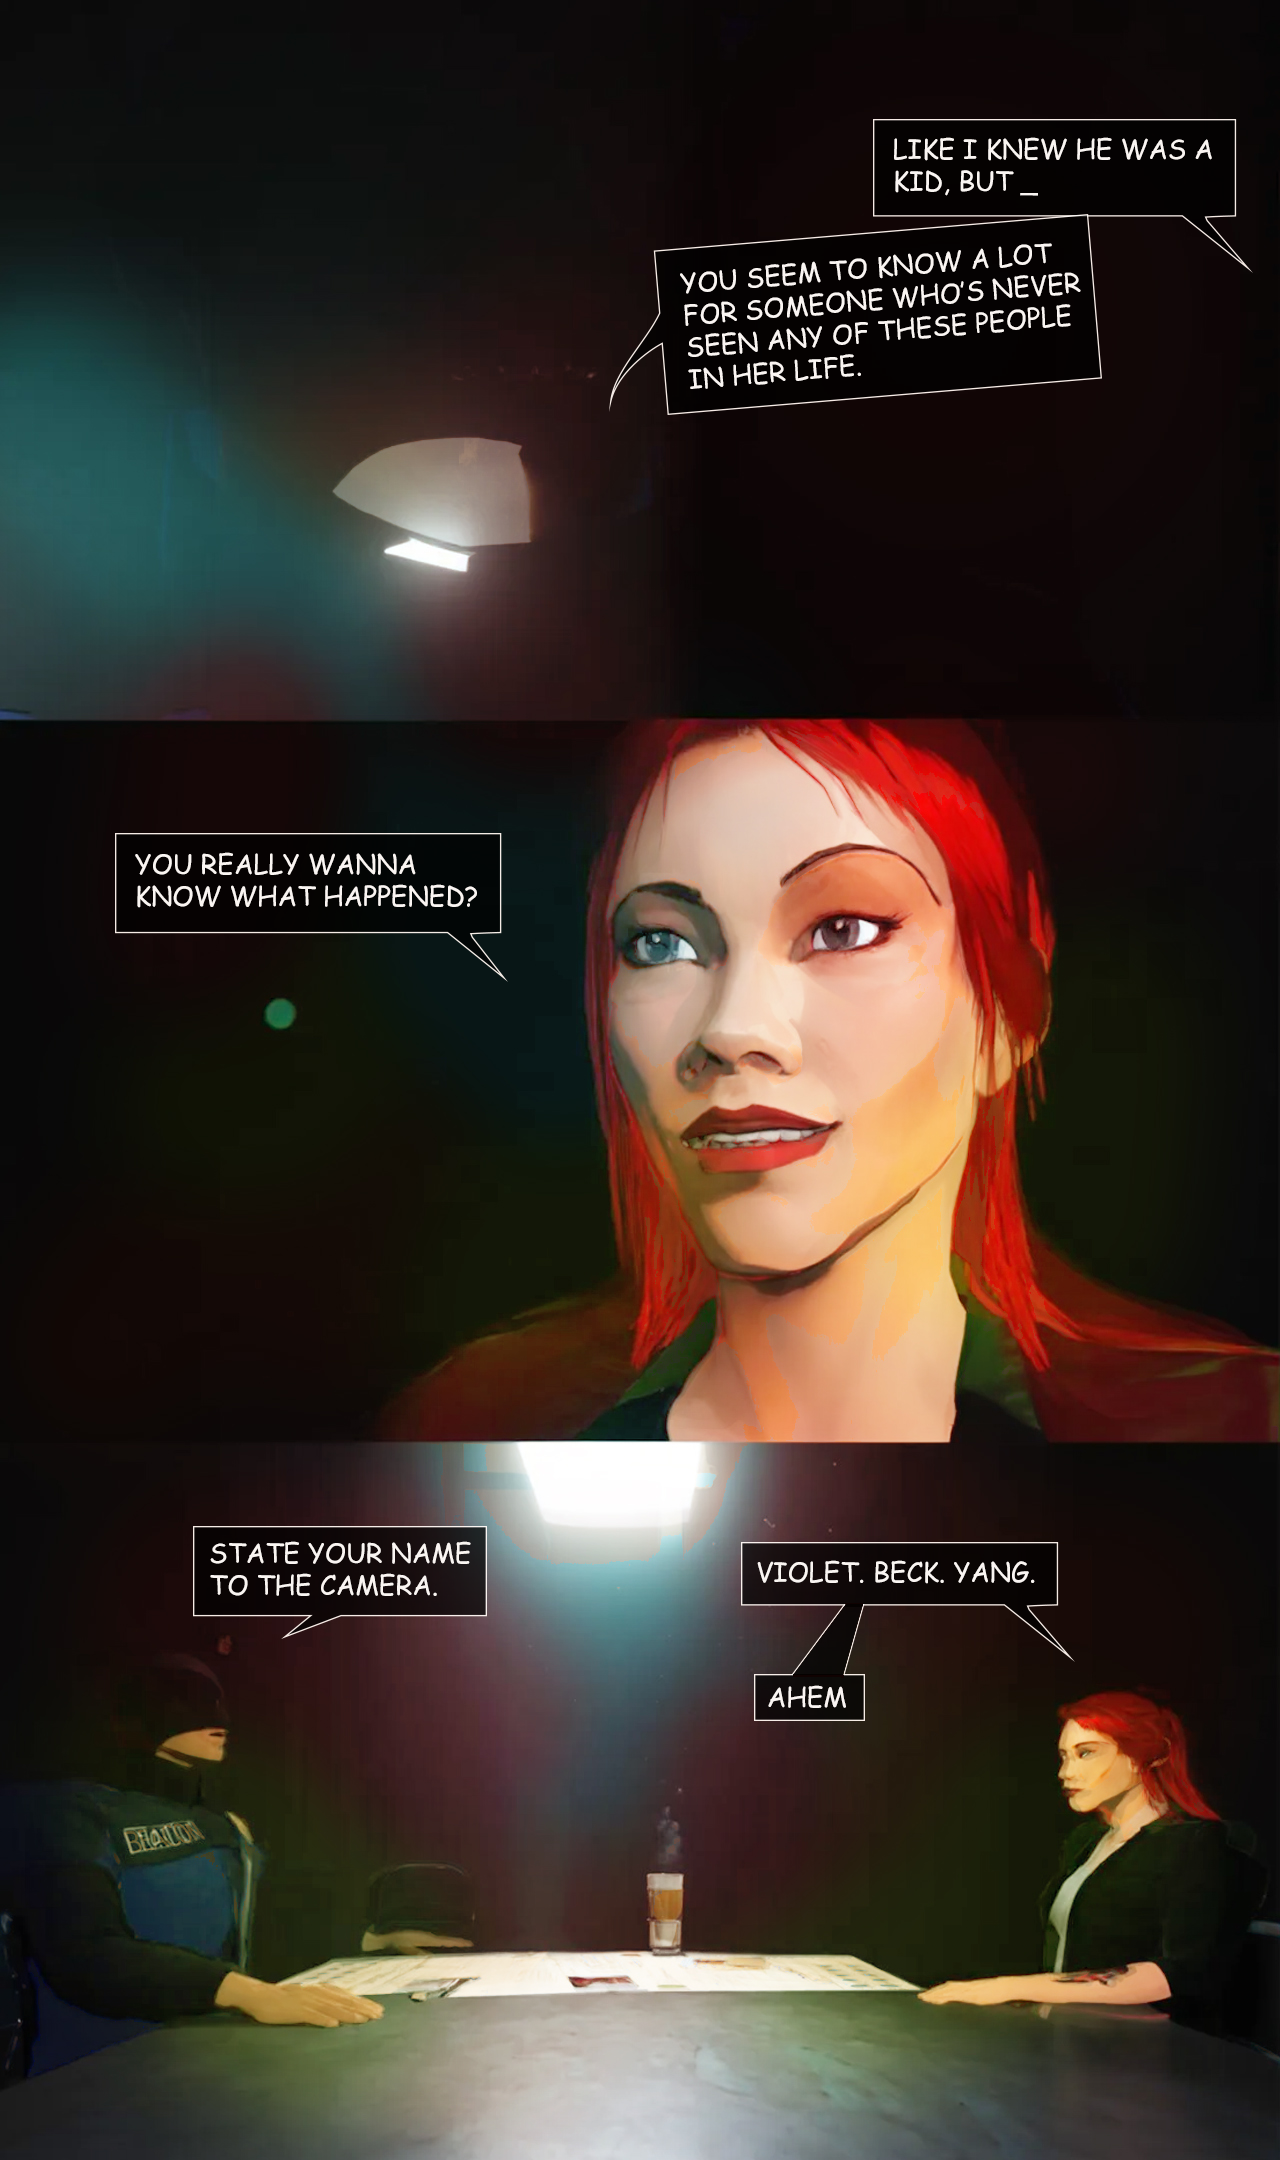 LIKE I KNEW HE WAS A
KID, BUT _
YOU SEEM TO KNOW A LOT
FOR SOMEONE WHO'S NEVER
SEEN ANY OF THESE PEOPLE
IN HER LIFE.
YOU REALLY WANNA
KNOW WHAT HAPPENED?
STATE YOUR NAME
TO THE CAMERA.
VIOLET. BECK. YANG.
AHEM